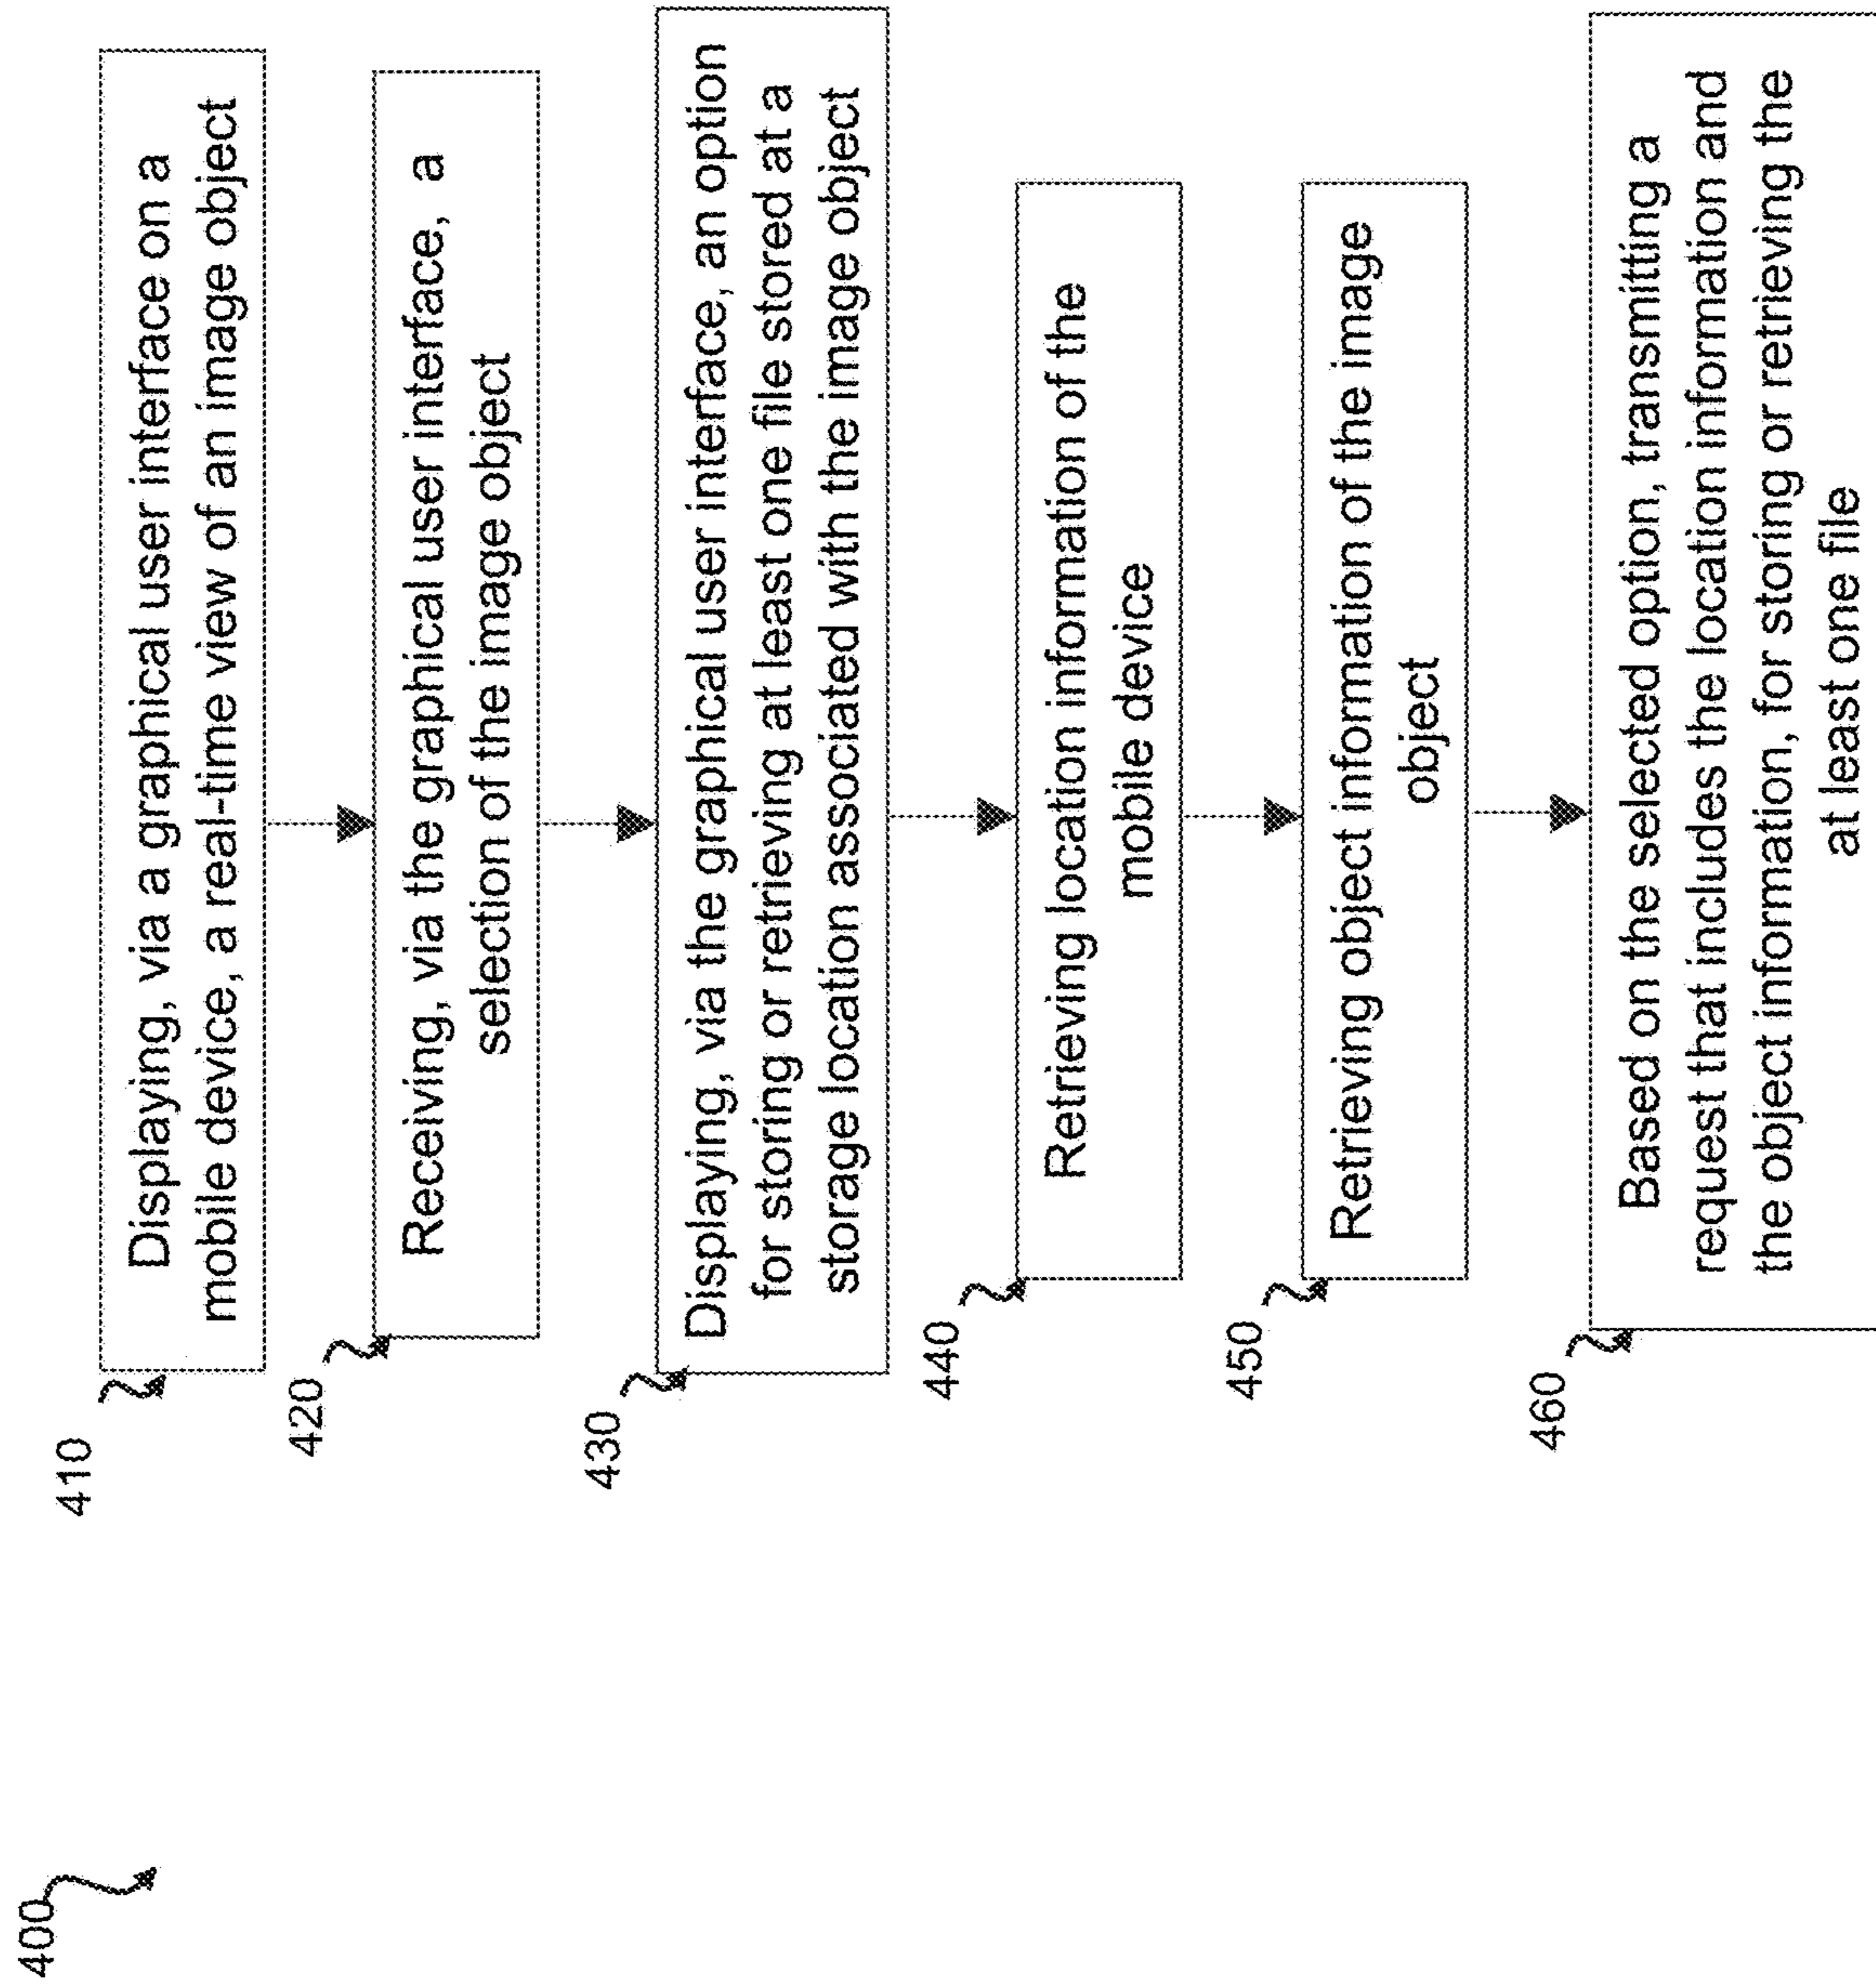 400
410
Displaying, via a graphical user interface on a
mobile device, a real-time view of an image object
420
Receiving, via the graphical user interface, a
selection of the image object
430
Displaying, via the graphical user interface, an option
for storing or retrieving at least one file stored at a
storage location associated with the image object
440
Retrieving location information of the
mobile device
450
Retrieving object information of the image
object
460
Based on the selected option, transmitting a
request that includes the location information and
the object information, for storing or retrieving the
at least one file